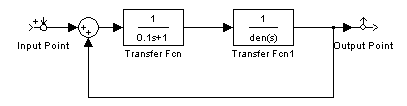 1
1
0.1s+1
den(s)
Input Point
Transfer Fcn
Transfer Fcn1
Output Point